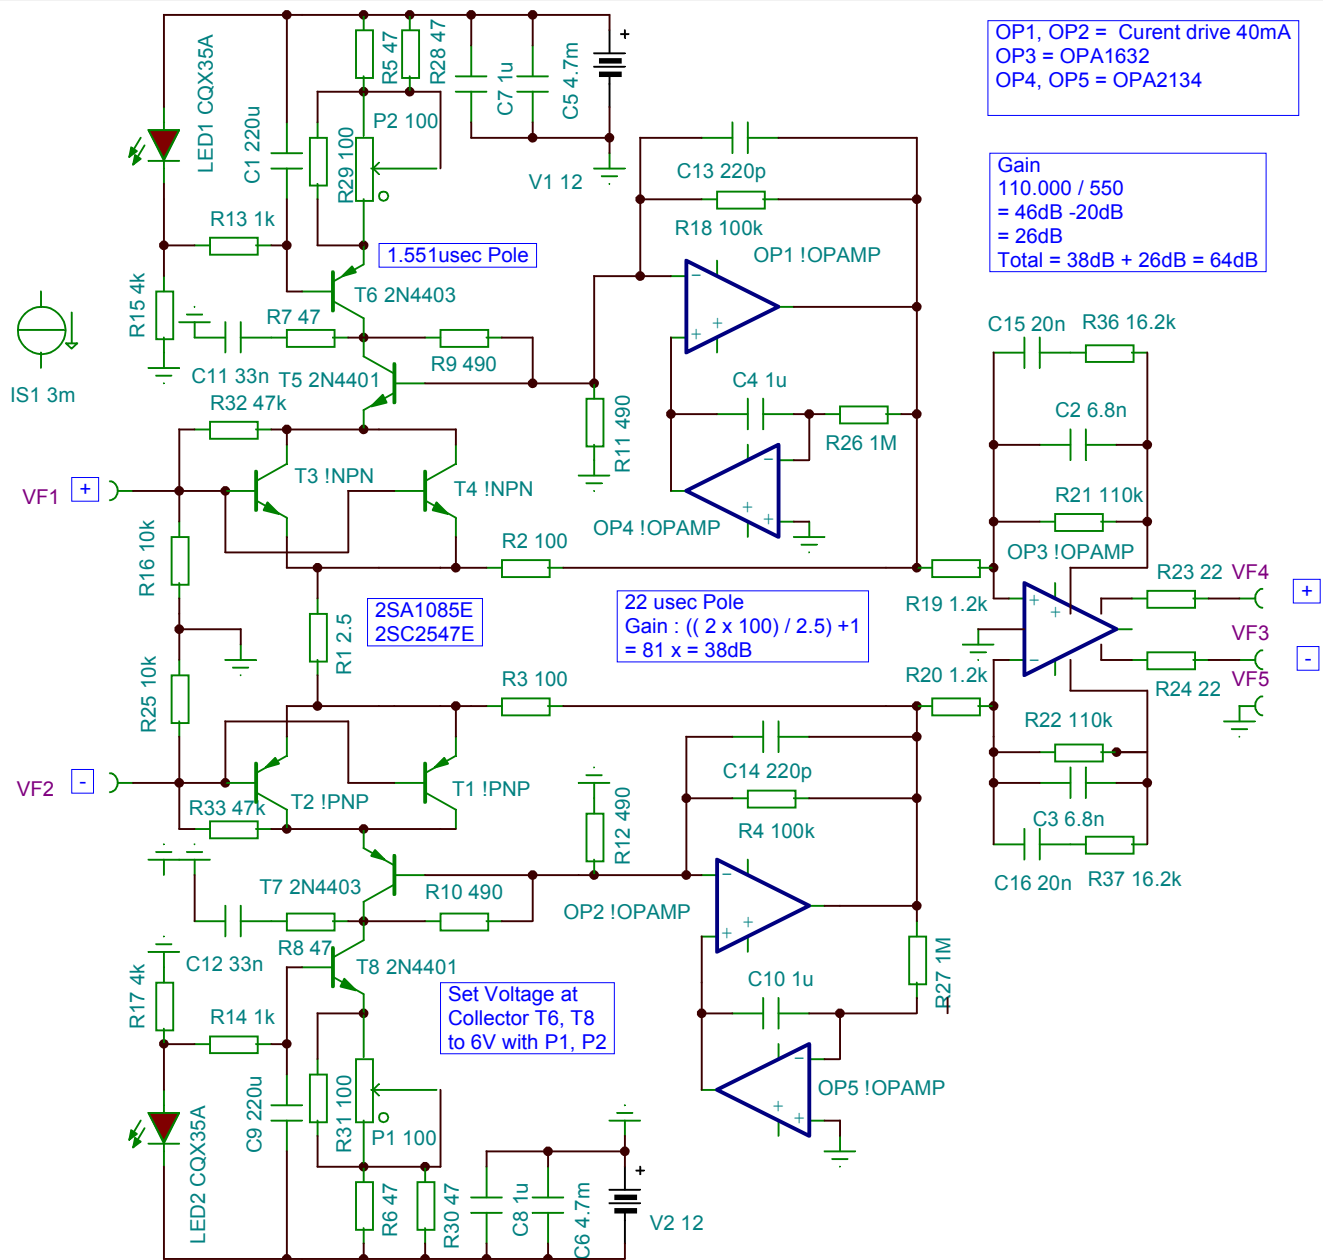 LED1 CQX35A
C1 220u
R5 47
R28 47
P2 100
R29 100
C7 1u
C5 4.7m
+
V1 12
OP1, OP2 = Curent drive 40mA
OP3 = OPA1632
OP4, OP5 = OPA2134
Gain
110.000 / 550
= 46dB -20dB
= 26dB
Total = 38dB + 26dB = 64dB
C13 220p
R18 100k
OP1 !OPAMP
R13 1k
1.551usec Pole
T6 2N4403
R15 4k
R7 47
R9 490
C11 33n
T5 2N4401
IS1 3m
R32 47k
R11 490
C4 1u
R26 1M
C15 20n
R36 16.2k
C2 6.8n
R21 110k
OP3 !OPAMP
VF1
+
T3 !NPN
T4 !NPN
OP4 !OPAMP
R16 10k
R2 100
R19 1.2k
R23 22
VF4
+
2SA1085E
2SC2547E
R1 2.5
22 usec Pole
Gain : (( 2 x 100) / 2.5) +1
= 81 x = 38dB
VF3
-
R25 10k
R3 100
R20 1.2k
R24 22
VF5
R22 110k
C14 220p
R4 100k
VF2
-
T2 !PNP
T1 !PNP
R33 47k
R12 490
C3 6.8n
C16 20n
R37 16.2k
T7 2N4403
R10 490
OP2 !OPAMP
R8 47
C12 33n
T8 2N4401
R17 4k
R14 1k
Set Voltage at
Collector T6, T8
to 6V with P1, P2
C10 1u
R27 1M
OP5 !OPAMP
LED2 CQX35A
C9 220u
R31 100
P1 100
R6 47
R30 47
C8 1u
C6 4.7m
+
V2 12